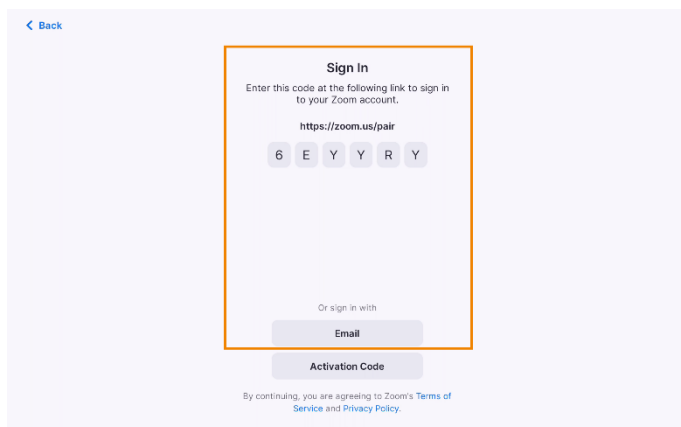 Back
Sign In
Enter this code at the following link to sign in
to your Zoom account.
https://zoom.us/pair
6 E Y Y R Y
Or sign in with
Email
Activation Code
By continuing, you are agreeing to Zoom's Terms of
Service and Privacy Policy.